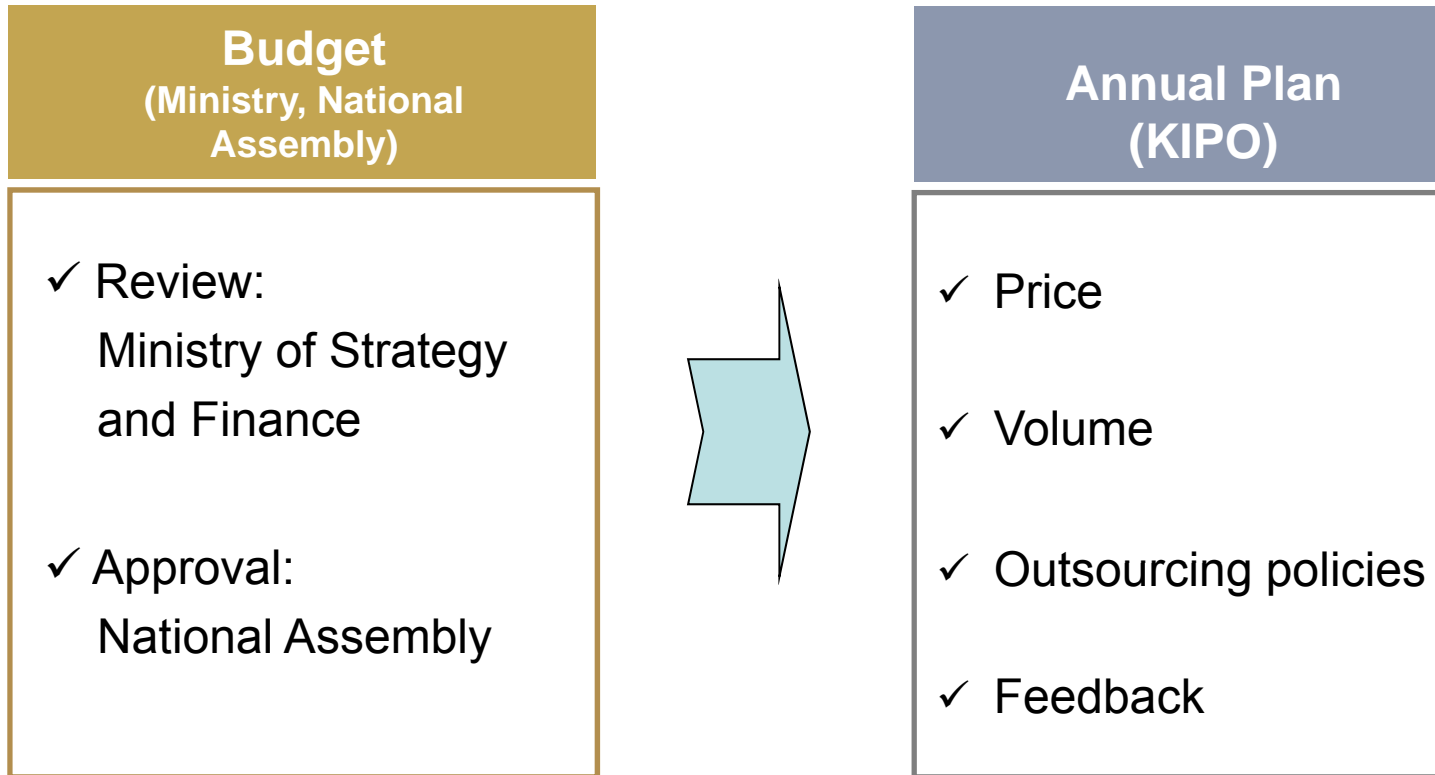 Budget
(Ministry, National
Assembly)
✓ Review:
Ministry of Strategy
and Finance
✓ Approval:
National Assembly
Annual Plan
(KIPO)
✓ Price
✓ Volume
✓ Outsourcing policies
✓ Feedback